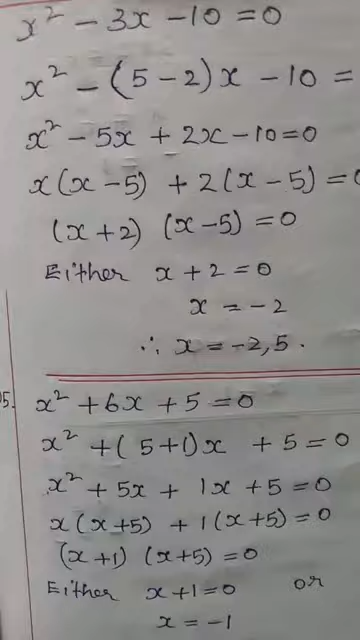 x² - 3x - 10 = 0
x² - (5 - 2)x - 10 =
x² - 5x + 2x - 10 = 0
x(x - 5) + 2(x - 5) = 0
(x + 2) (x - 5) = 0
Either x + 2 = 0
x = -2
∴ x = -2, 5.
5. x² + 6x + 5 = 0
x² + (5+1)x + 5 = 0
x² + 5x + 1x + 5 = 0
x(x+5) + 1(x+5) = 0
(x+1) (x+5) = 0
Either x + 1 = 0 or
x = -1